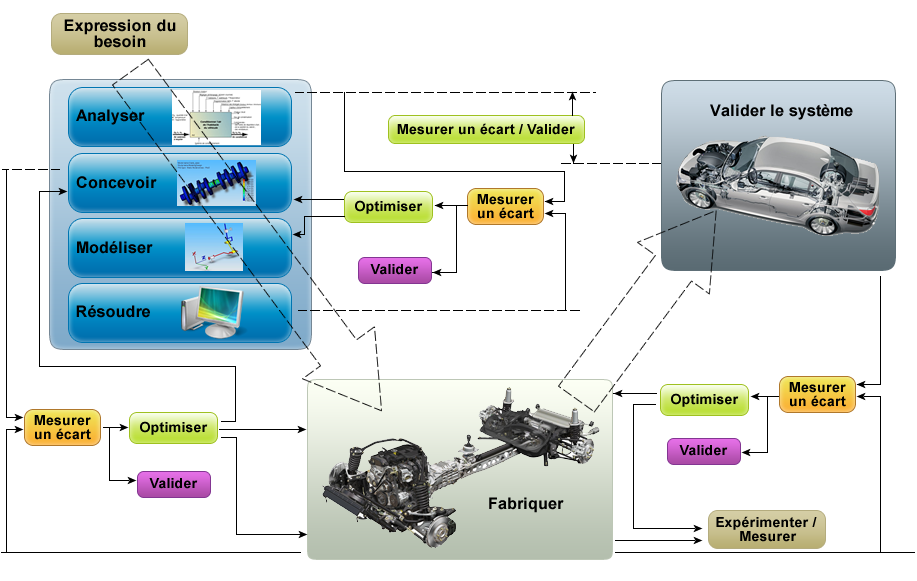 Expression du
besoin
Analyser
Concevoir
Modéliser
Résoudre
Mesurer un écart / Valider
Optimiser
Mesurer
un écart
Valider
Valider le système
Mesurer
un écart
Optimiser
Valider
Fabriquer
Optimiser
Mesurer
un écart
Valider
Expérimenter /
Mesurer